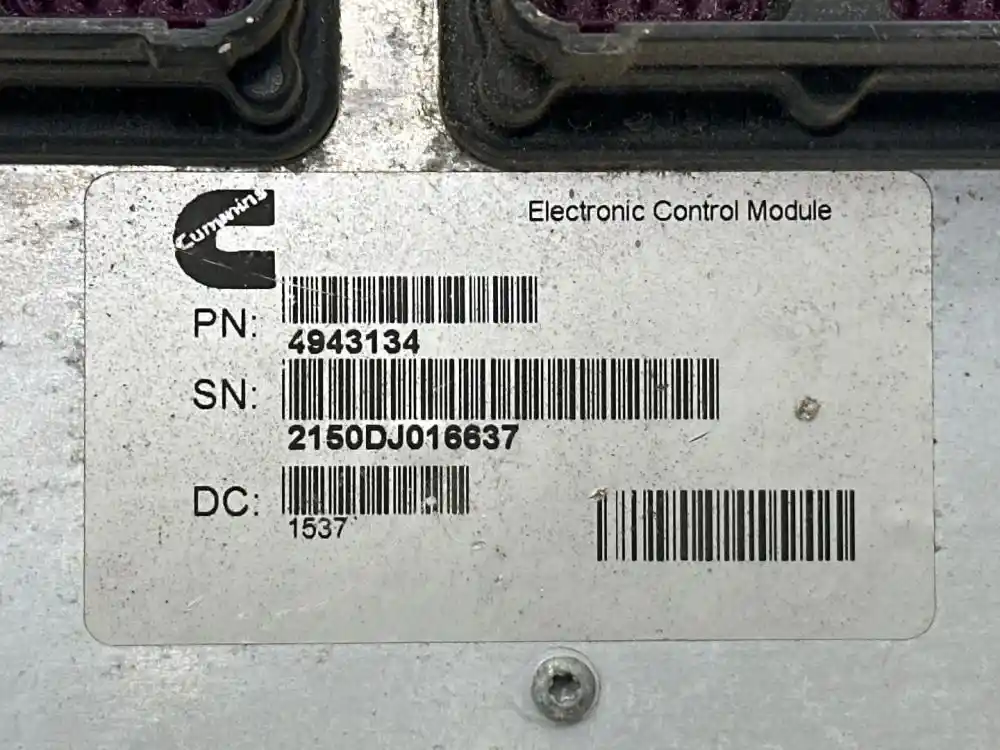 Cummins
Electronic Control Module
PN:
4943134
SN:
2150DJ016637
DC:
1537